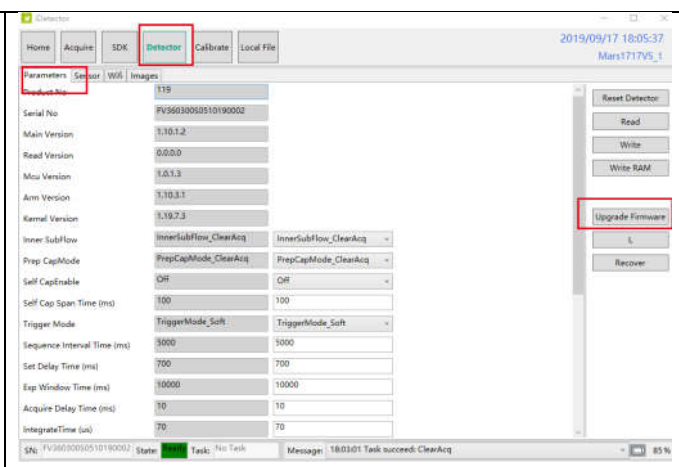 iDetector
Home Acquire SDK Detector Calibrate Local File
2019/09/17 18:05:37
Mars1717V5_1
Parameters Sensor Wifi Images
Product No 119
Serial No
Main Version 1.10.1.2
Read Version 0.0.0.0
Mcu Version 1.0.1.3
Arm Version 1.10.3.1
Kernel Version 1.19.7.3
Inner SubFlow InnerSubFlow_ClearAcq InnerSubFlow_ClearAcq
Prep CapMode PrepCapMode_ClearAcq PrepCapMode_ClearAcq
Self CapEnable Off Off
Self Cap Span Time (ms) 100 100
Trigger Mode TriggerMode_Soft TriggerMode_Soft
Sequence Interval Time (ms) 5000 5000
Set Delay Time (ms) 700 700
Exp Window Time (ms) 10000 10000
Acquire Delay Time (ms) 10 10
IntegrateTime (us) 70 70
Reset Detector
Read
Write
Write RAM
Upgrade Firmware
Recover
SN: State: Ready Task: No Task Message: 18:03:01 Task succeed: ClearAcq 85 %